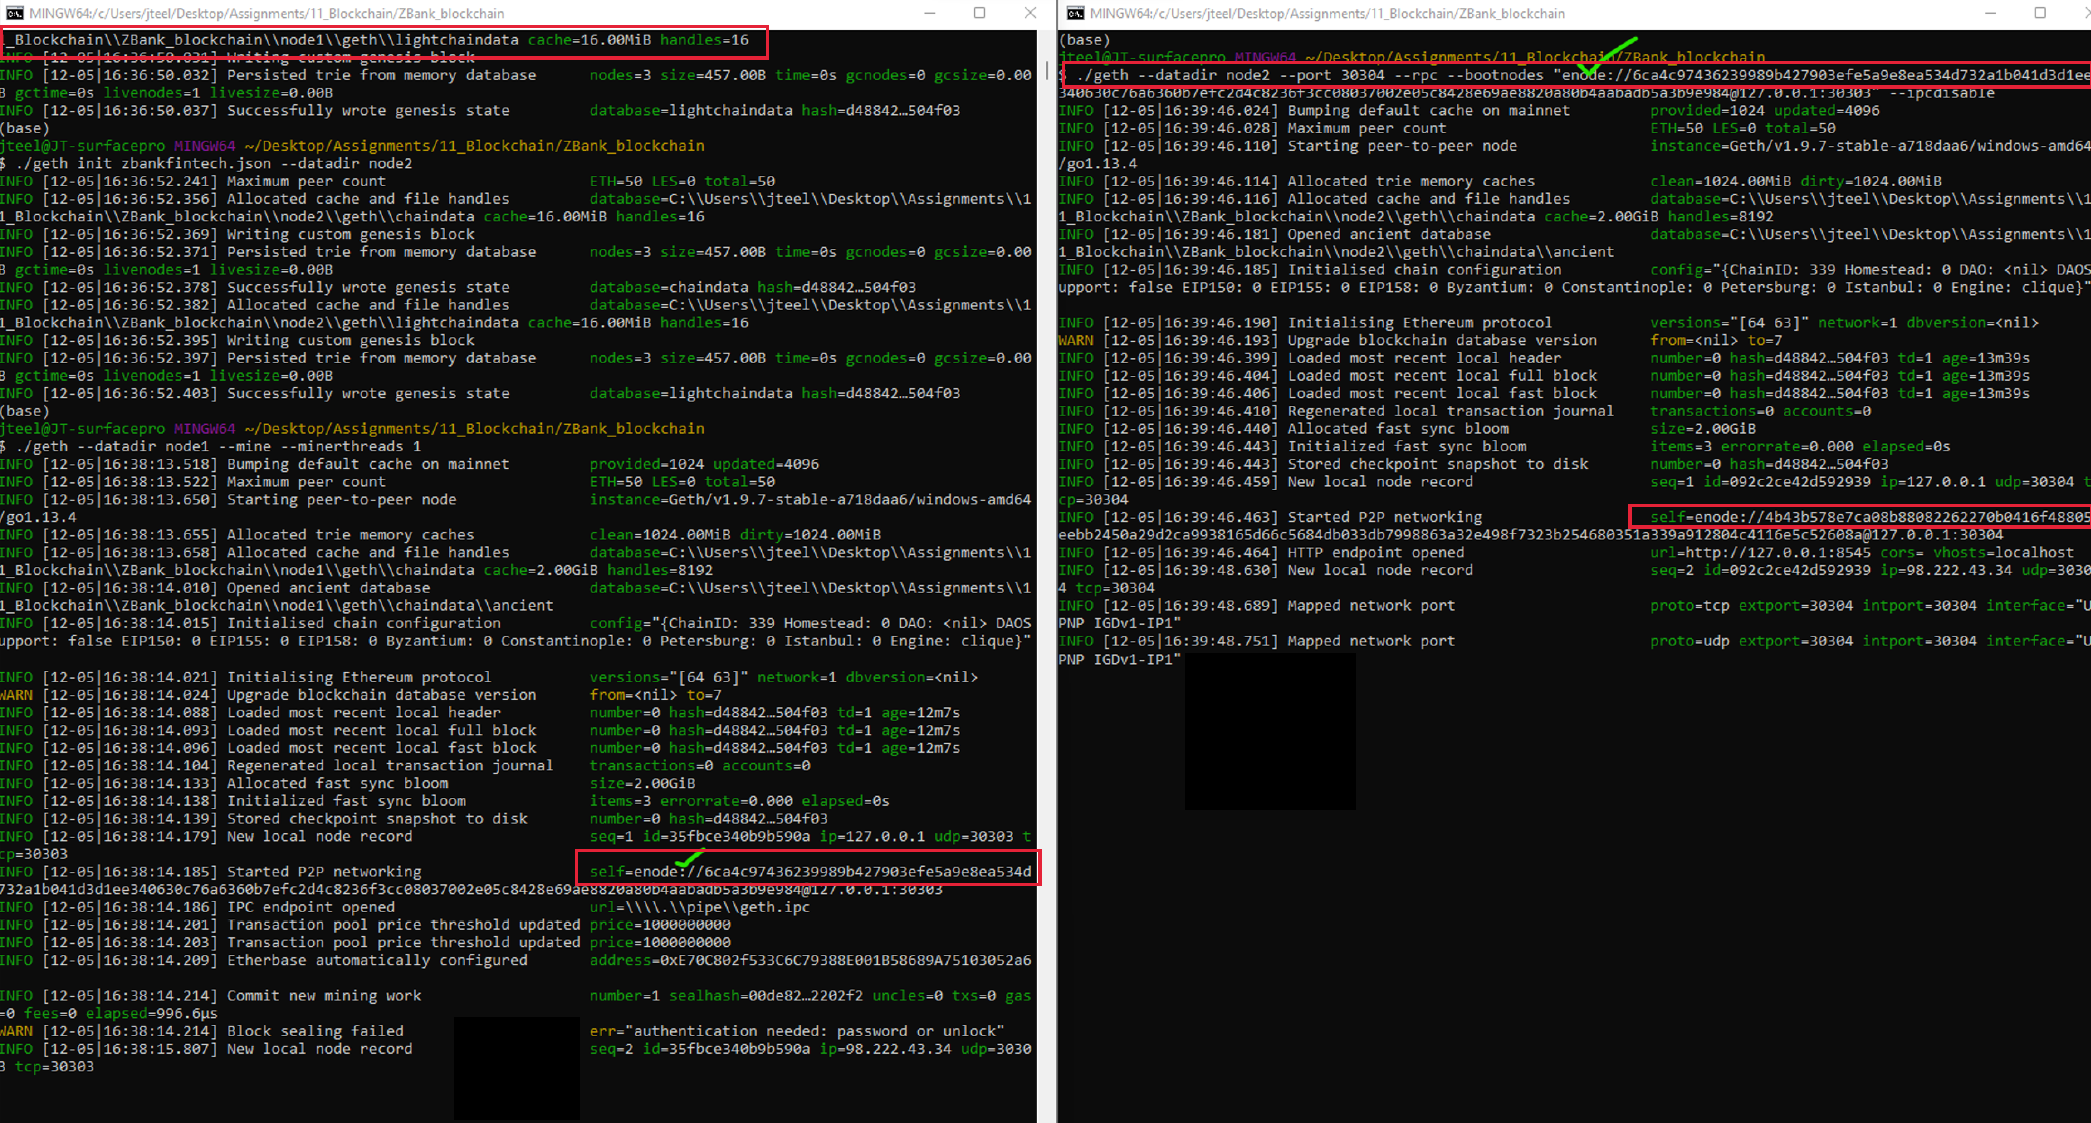 MINGW64:/c/Users/jteel/Desktop/Assignments/11_Blockchain/ZBank_blockchain
1_Blockchain\\ZBank_blockchain\\node1\\geth\\lightchaindata cache=16.00MiB handles=16
INFO [12-05|16:36:50.031] Writing custom genesis block
INFO [12-05|16:36:50.032] Persisted trie from memory database nodes=3 size=457.00B time=0s gcnodes=0 gcsize=0.00
B gctime=0s livenodes=1 livesize=0.00B
INFO [12-05|16:36:50.037] Successfully wrote genesis state database=lightchaindata hash=d48842…504f03
(base)
jteel@JT-surfacepro MINGW64 ~/Desktop/Assignments/11_Blockchain/ZBank_blockchain
$ ./geth init zbankfintech.json --datadir node2
INFO [12-05|16:36:52.241] Maximum peer count ETH=50 LES=0 total=50
INFO [12-05|16:36:52.356] Allocated cache and file handles database=C:\\Users\\jteel\\Desktop\\Assignments\\1
1_Blockchain\\ZBank_blockchain\\node2\\geth\\chaindata cache=16.00MiB handles=16
INFO [12-05|16:36:52.369] Writing custom genesis block
INFO [12-05|16:36:52.371] Persisted trie from memory database nodes=3 size=457.00B time=0s gcnodes=0 gcsize=0.00
B gctime=0s livenodes=1 livesize=0.00B
INFO [12-05|16:36:52.378] Successfully wrote genesis state database=chaindata hash=d48842…504f03
INFO [12-05|16:36:52.382] Allocated cache and file handles database=C:\\Users\\jteel\\Desktop\\Assignments\\1
1_Blockchain\\ZBank_blockchain\\node2\\geth\\lightchaindata cache=16.00MiB handles=16
INFO [12-05|16:36:52.395] Writing custom genesis block
INFO [12-05|16:36:52.397] Persisted trie from memory database nodes=3 size=457.00B time=0s gcnodes=0 gcsize=0.00
B gctime=0s livenodes=1 livesize=0.00B
INFO [12-05|16:36:52.403] Successfully wrote genesis state database=lightchaindata hash=d48842…504f03
(base)
jteel@JT-surfacepro MINGW64 ~/Desktop/Assignments/11_Blockchain/ZBank_blockchain
$ ./geth --datadir node1 --mine --minerthreads 1
INFO [12-05|16:38:13.518] Bumping default cache on mainnet provided=1024 updated=4096
INFO [12-05|16:38:13.522] Maximum peer count ETH=50 LES=0 total=50
INFO [12-05|16:38:13.650] Starting peer-to-peer node instance=Geth/v1.9.7-stable-a718daa6/windows-amd64
/go1.13.4
INFO [12-05|16:38:13.655] Allocated trie memory caches clean=1024.00MiB dirty=1024.00MiB
INFO [12-05|16:38:13.658] Allocated cache and file handles database=C:\\Users\\jteel\\Desktop\\Assignments\\1
1_Blockchain\\ZBank_blockchain\\node1\\geth\\chaindata cache=2.00GiB handles=8192
INFO [12-05|16:38:14.010] Opened ancient database database=C:\\Users\\jteel\\Desktop\\Assignments\\1
1_Blockchain\\ZBank_blockchain\\node1\\geth\\chaindata\\ancient
INFO [12-05|16:38:14.015] Initialised chain configuration config="{ChainID: 339 Homestead: 0 DAO: <nil> DAOS
upport: false EIP150: 0 EIP155: 0 EIP158: 0 Byzantium: 0 Constantinople: 0 Petersburg: 0 Istanbul: 0 Engine: clique}"
INFO [12-05|16:38:14.021] Initialising Ethereum protocol versions="[64 63]" network=1 dbversion=<nil>
WARN [12-05|16:38:14.024] Upgrade blockchain database version from=<nil> to=7
INFO [12-05|16:38:14.088] Loaded most recent local header number=0 hash=d48842…504f03 td=1 age=12m7s
INFO [12-05|16:38:14.093] Loaded most recent local full block number=0 hash=d48842…504f03 td=1 age=12m7s
INFO [12-05|16:38:14.096] Loaded most recent local fast block number=0 hash=d48842…504f03 td=1 age=12m7s
INFO [12-05|16:38:14.104] Regenerated local transaction journal transactions=0 accounts=0
INFO [12-05|16:38:14.133] Allocated fast sync bloom size=2.00GiB
INFO [12-05|16:38:14.138] Initialized fast sync bloom items=3 errorrate=0.000 elapsed=0s
INFO [12-05|16:38:14.139] Stored checkpoint snapshot to disk number=0 hash=d48842…504f03
INFO [12-05|16:38:14.179] New local node record seq=1 id=35fbce340b9b590a ip=127.0.0.1 udp=30303 t
cp=30303
INFO [12-05|16:38:14.185] Started P2P networking self=enode://6ca4c97436239989b427903efe5a9e8ea534d
732a1b041d3d1ee340630c76a6360b7efc2d4c8236f3cc08037002e05c8428e69ae8820a80b4aabadb5a3b9e984@127.0.0.1:30303
INFO [12-05|16:38:14.186] IPC endpoint opened url=\\\\.\\pipe\\geth.ipc
INFO [12-05|16:38:14.201] Transaction pool price threshold updated price=1000000000
INFO [12-05|16:38:14.203] Transaction pool price threshold updated price=1000000000
INFO [12-05|16:38:14.209] Etherbase automatically configured address=0xE70C802f533C6C79388E001B58689A75103052a6
INFO [12-05|16:38:14.214] Commit new mining work number=1 sealhash=00de82…2202f2 uncles=0 txs=0 gas
=0 fees=0 elapsed=996.6µs
WARN [12-05|16:38:14.214] Block sealing failed err="authentication needed: password or unlock"
INFO [12-05|16:38:15.807] New local node record seq=2 id=35fbce340b9b590a ip=98.222.43.34 udp=3030
3 tcp=30303
MINGW64:/c/Users/jteel/Desktop/Assignments/11_Blockchain/ZBank_blockchain
(base)
jteel@JT-surfacepro MINGW64 ~/Desktop/Assignments/11_Blockchain/ZBank_blockchain
$ ./geth --datadir node2 --port 30304 --rpc --bootnodes "enode://6ca4c97436239989b427903efe5a9e8ea534d732a1b041d3d1ee
340630c76a6360b7efc2d4c8236f3cc08037002e05c8428e69ae8820a80b4aabadb5a3b9e984@127.0.0.1:30303" --ipcdisable
INFO [12-05|16:39:46.024] Bumping default cache on mainnet provided=1024 updated=4096
INFO [12-05|16:39:46.028] Maximum peer count ETH=50 LES=0 total=50
INFO [12-05|16:39:46.110] Starting peer-to-peer node instance=Geth/v1.9.7-stable-a718daa6/windows-amd64
/go1.13.4
INFO [12-05|16:39:46.114] Allocated trie memory caches clean=1024.00MiB dirty=1024.00MiB
INFO [12-05|16:39:46.116] Allocated cache and file handles database=C:\\Users\\jteel\\Desktop\\Assignments\\1
1_Blockchain\\ZBank_blockchain\\node2\\geth\\chaindata cache=2.00GiB handles=8192
INFO [12-05|16:39:46.181] Opened ancient database database=C:\\Users\\jteel\\Desktop\\Assignments\\1
1_Blockchain\\ZBank_blockchain\\node2\\geth\\chaindata\\ancient
INFO [12-05|16:39:46.185] Initialised chain configuration config="{ChainID: 339 Homestead: 0 DAO: <nil> DAOS
upport: false EIP150: 0 EIP155: 0 EIP158: 0 Byzantium: 0 Constantinople: 0 Petersburg: 0 Istanbul: 0 Engine: clique}"
INFO [12-05|16:39:46.190] Initialising Ethereum protocol versions="[64 63]" network=1 dbversion=<nil>
WARN [12-05|16:39:46.193] Upgrade blockchain database version from=<nil> to=7
INFO [12-05|16:39:46.399] Loaded most recent local header number=0 hash=d48842…504f03 td=1 age=13m39s
INFO [12-05|16:39:46.404] Loaded most recent local full block number=0 hash=d48842…504f03 td=1 age=13m39s
INFO [12-05|16:39:46.406] Loaded most recent local fast block number=0 hash=d48842…504f03 td=1 age=13m39s
INFO [12-05|16:39:46.410] Regenerated local transaction journal transactions=0 accounts=0
INFO [12-05|16:39:46.440] Allocated fast sync bloom size=2.00GiB
INFO [12-05|16:39:46.443] Initialized fast sync bloom items=3 errorrate=0.000 elapsed=0s
INFO [12-05|16:39:46.443] Stored checkpoint snapshot to disk number=0 hash=d48842…504f03
INFO [12-05|16:39:46.459] New local node record seq=1 id=092c2ce42d592939 ip=127.0.0.1 udp=30304 t
cp=30304
INFO [12-05|16:39:46.463] Started P2P networking self=enode://4b43b578e7ca08b88082262270b0416f48805
eebb2450a29d2ca9938165d66c5684db033db7998863a32e498f7323b254680351a339a912804c4116e5c52608a@127.0.0.1:30304
INFO [12-05|16:39:46.464] HTTP endpoint opened url=http://127.0.0.1:8545 cors= vhosts=localhost
INFO [12-05|16:39:48.630] New local node record seq=2 id=092c2ce42d592939 ip=98.222.43.34 udp=3030
4 tcp=30304
INFO [12-05|16:39:48.689] Mapped network port proto=tcp extport=30304 intport=30304 interface="U
PNP IGDv1-IP1"
INFO [12-05|16:39:48.751] Mapped network port proto=udp extport=30304 intport=30304 interface="U
PNP IGDv1-IP1"